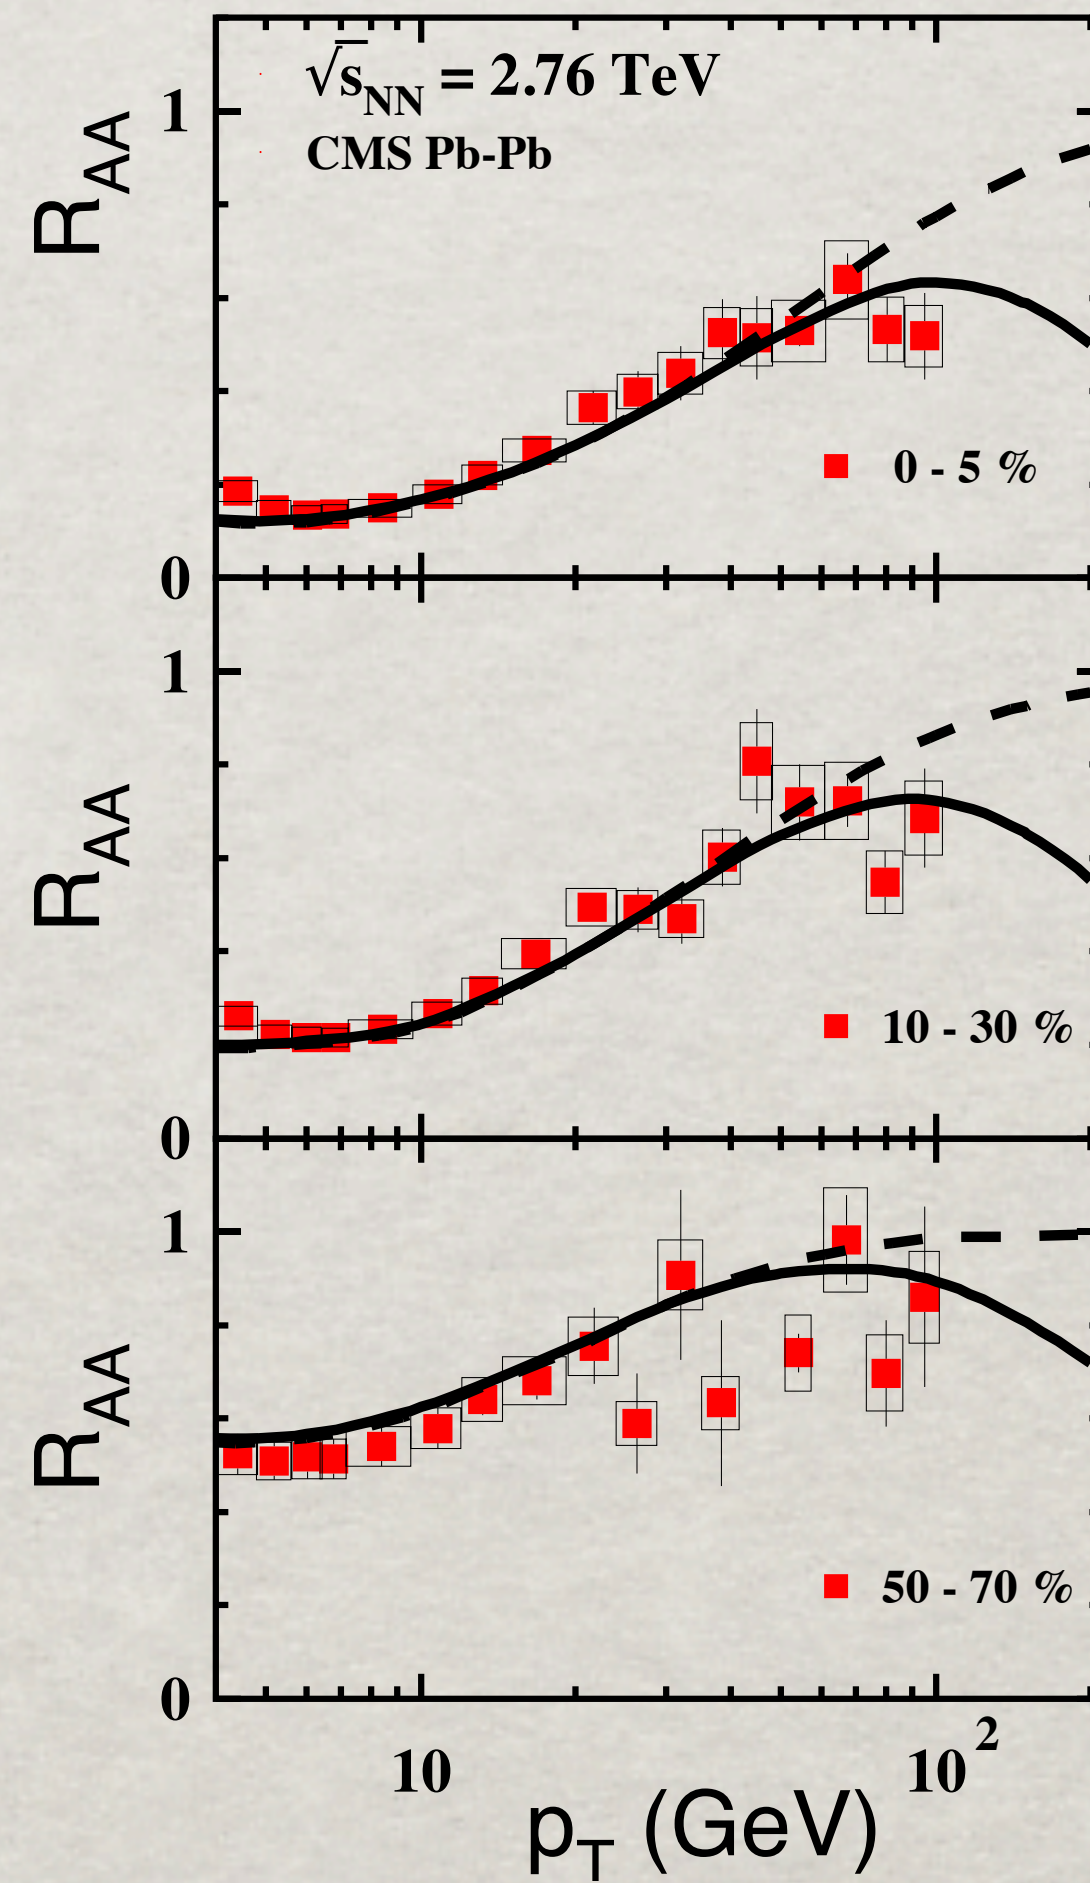 √s_NN = 2.76 TeV
CMS Pb-Pb
1
R_AA
0 - 5 %
0
1
R_AA
10 - 30 %
0
1
R_AA
50 - 70 %
0
10 10^2
p_T (GeV)